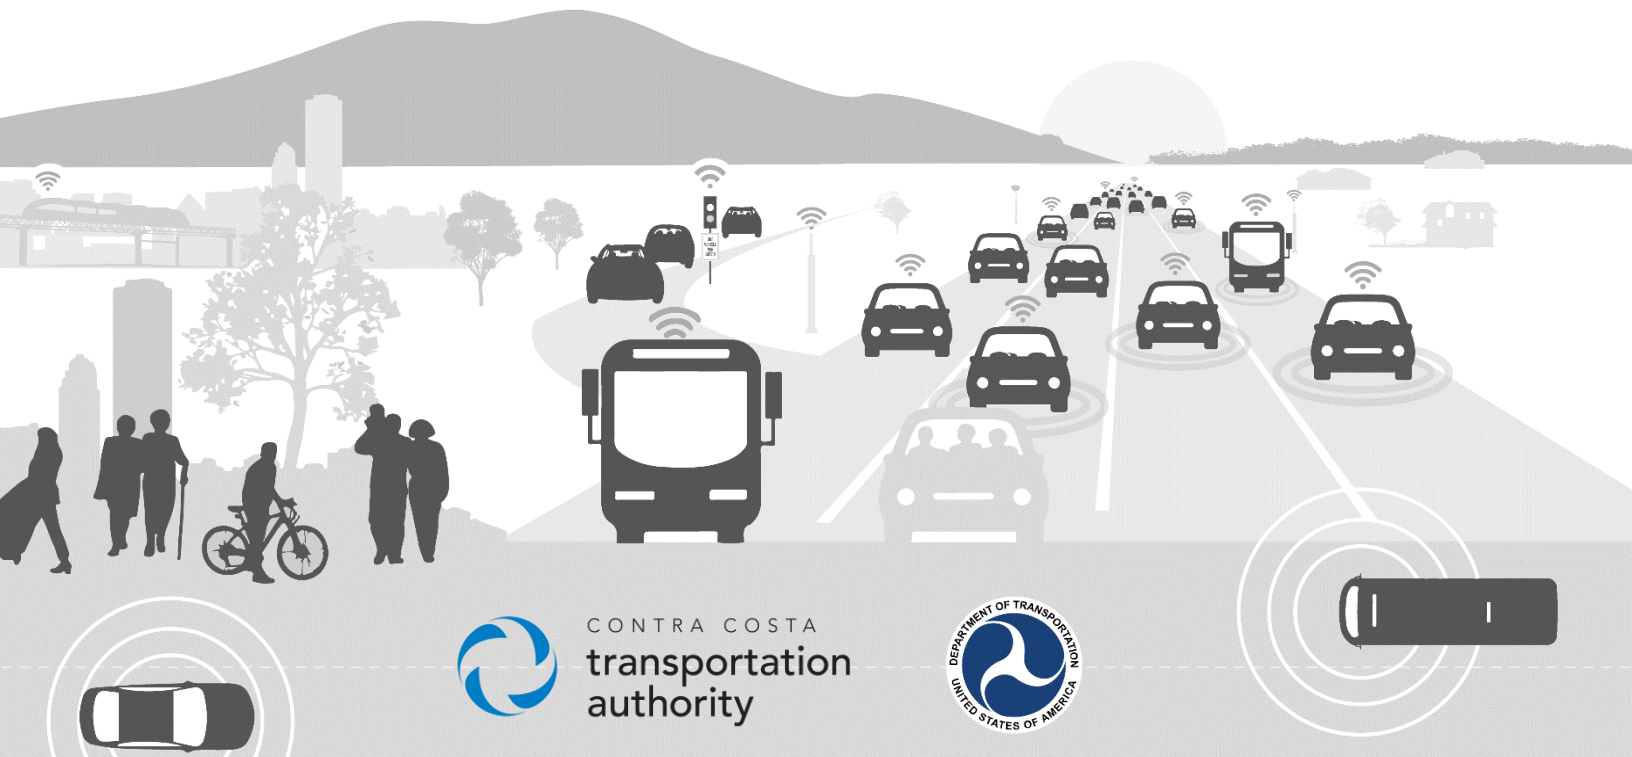 CONTRA COSTA
transportation
authority
DEPARTMENT OF TRANSPORTATION
UNITED STATES OF AMERICA